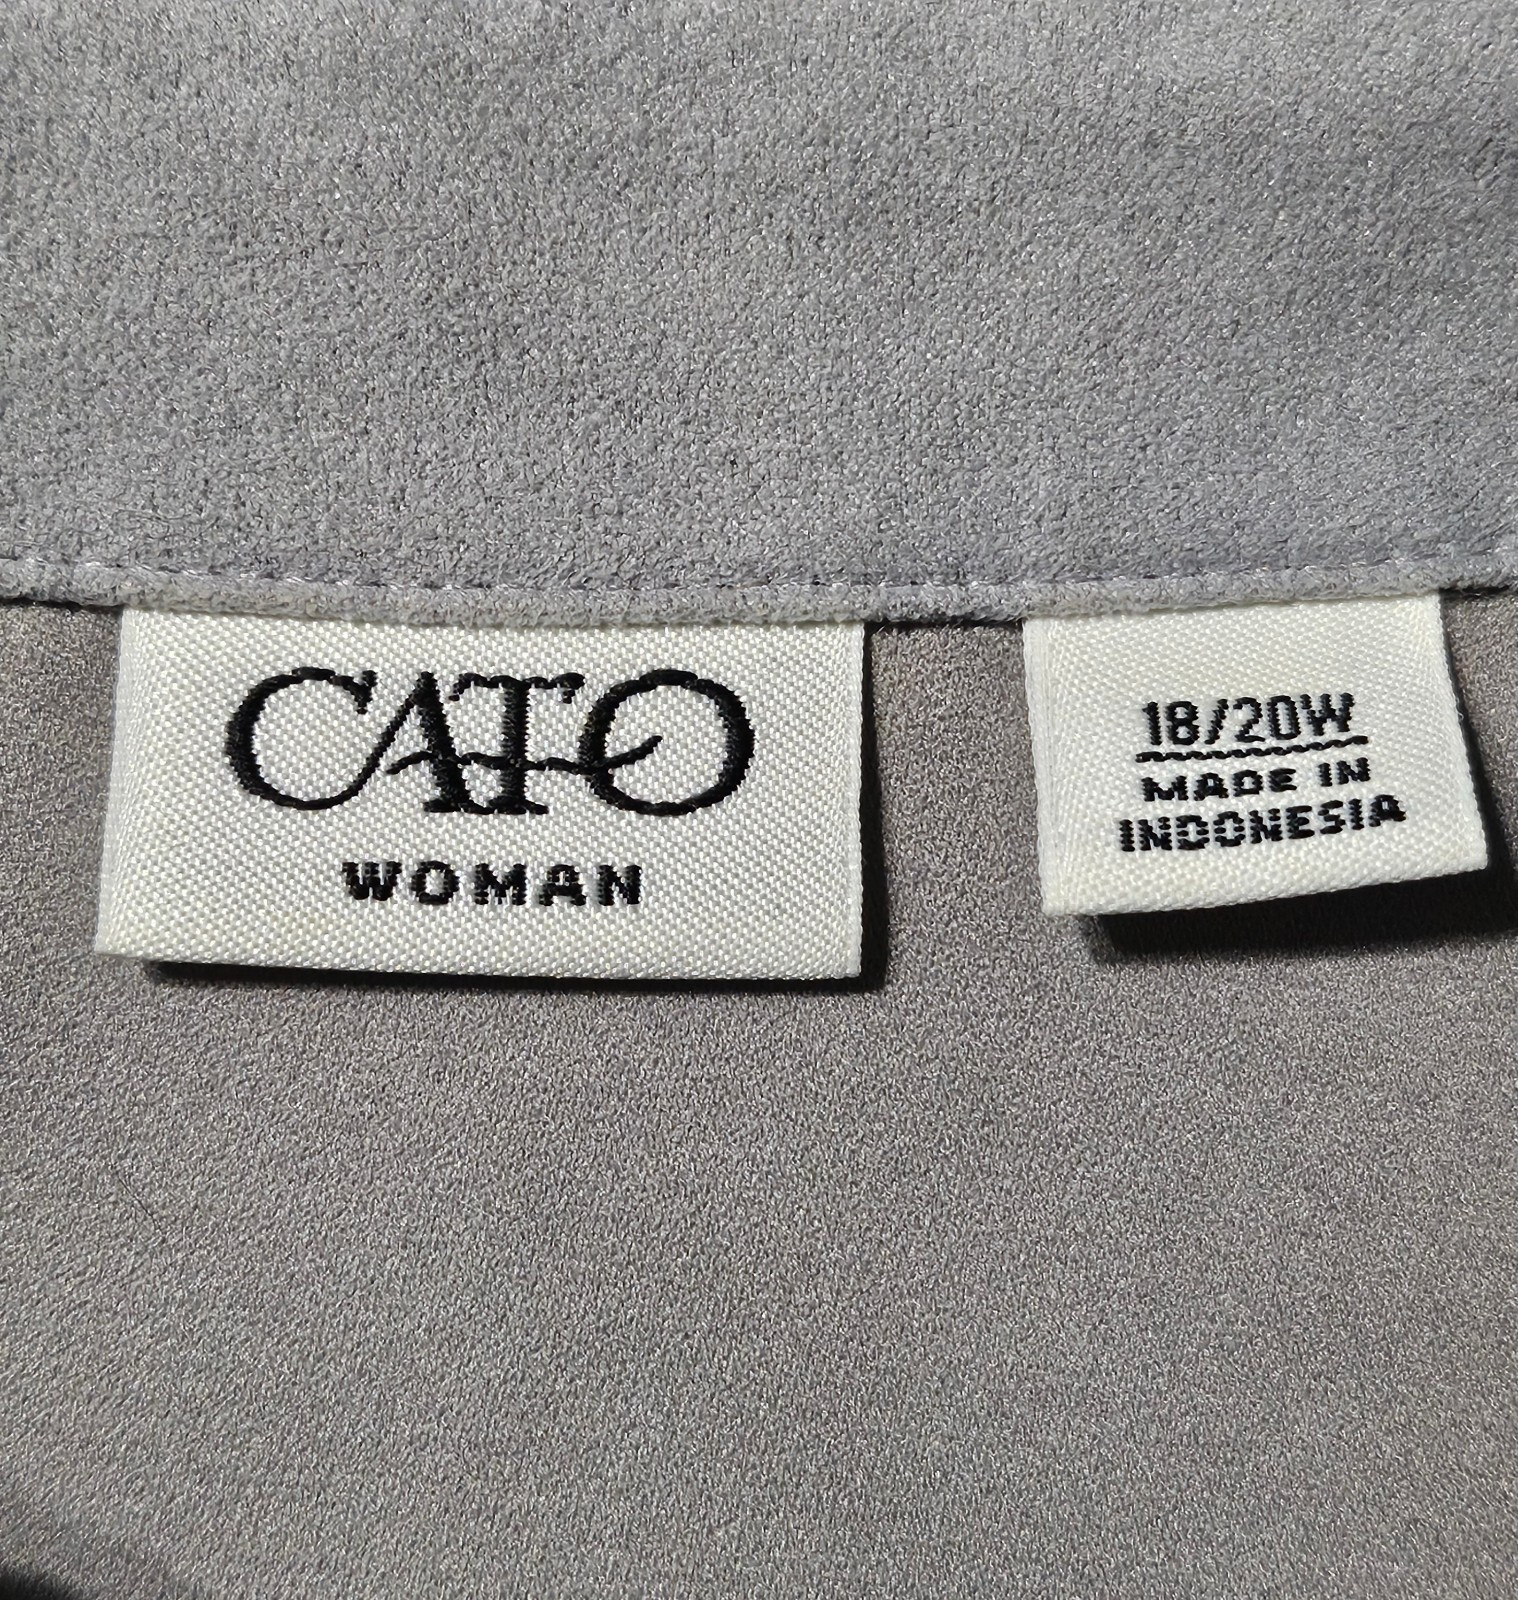 CATO
WOMAN
18/20W
MADE IN
INDONESIA